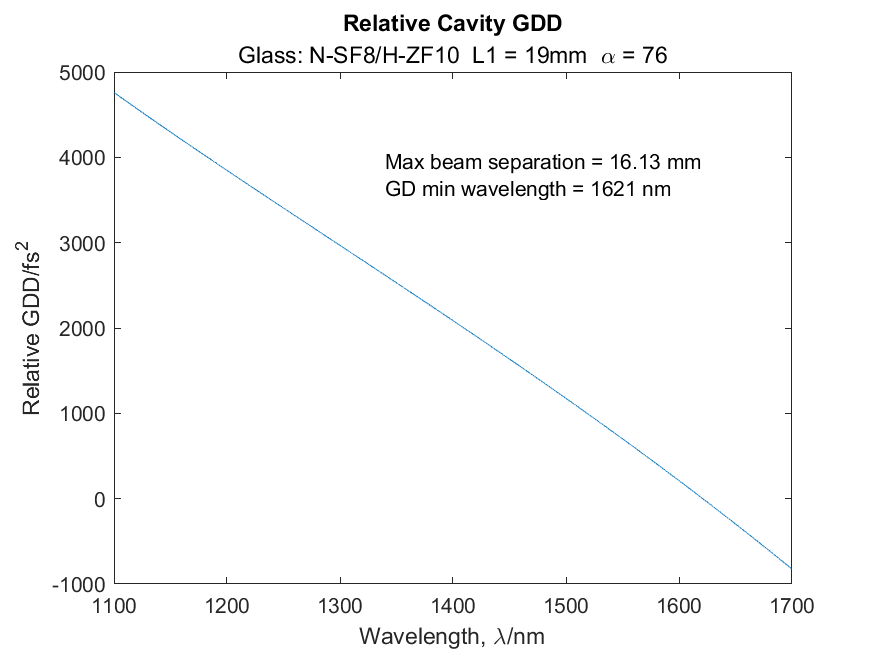 Relative Cavity GDD
Glass: N-SF8/H-ZF10 L1 = 19mm α = 76
5000
4000
3000
2000
1000
0
-1000
Relative GDD/fs²
Max beam separation = 16.13 mm
GD min wavelength = 1621 nm
1100 1200 1300 1400 1500 1600 1700
Wavelength, λ/nm